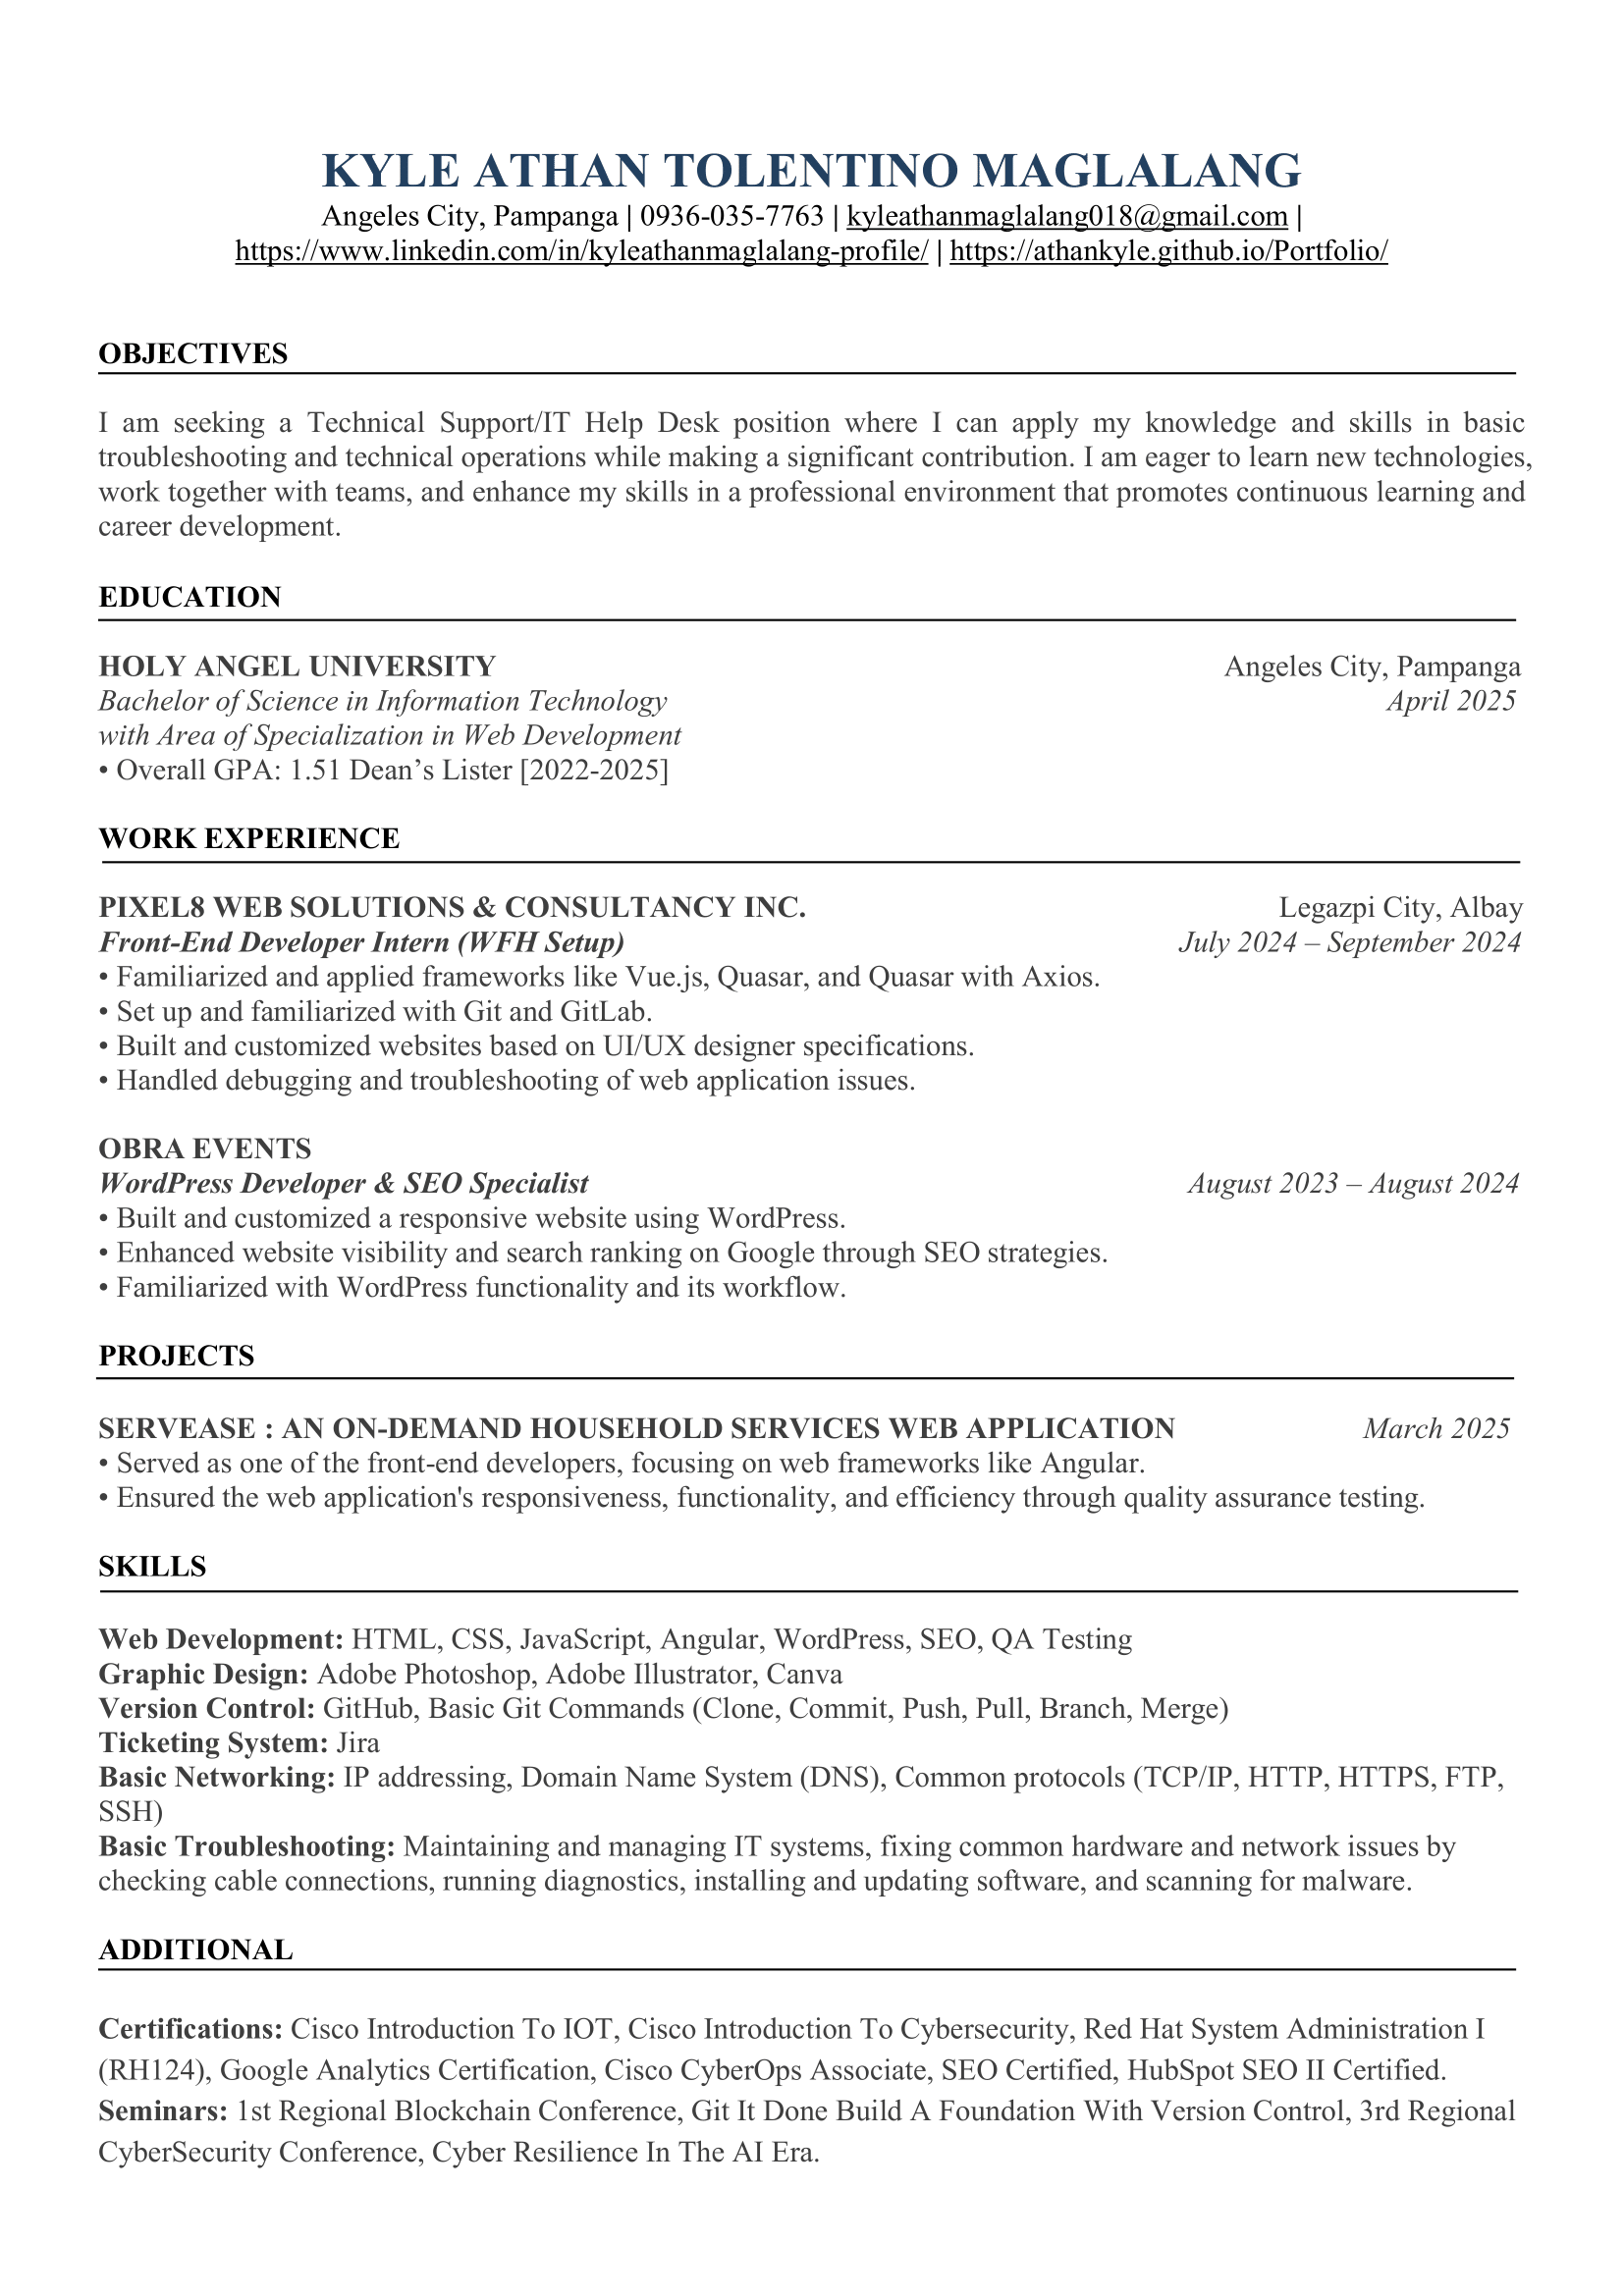 KYLE ATHAN TOLENTINO MAGLALANG
Angeles City, Pampanga | 0936-035-7763 | kyleathanmaglalang018@gmail.com |
https://www.linkedin.com/in/kyleathanmaglalang-profile/ | https://athankyle.github.io/Portfolio/
OBJECTIVES
I am seeking a Technical Support/IT Help Desk position where I can apply my knowledge and skills in basic
troubleshooting and technical operations while making a significant contribution. I am eager to learn new technologies,
work together with teams, and enhance my skills in a professional environment that promotes continuous learning and
career development.
EDUCATION
HOLY ANGEL UNIVERSITY Angeles City, Pampanga
Bachelor of Science in Information Technology April 2025
with Area of Specialization in Web Development
• Overall GPA: 1.51 Dean’s Lister [2022-2025]
WORK EXPERIENCE
PIXEL8 WEB SOLUTIONS & CONSULTANCY INC. Legazpi City, Albay
Front-End Developer Intern (WFH Setup) July 2024 – September 2024
• Familiarized and applied frameworks like Vue.js, Quasar, and Quasar with Axios.
• Set up and familiarized with Git and GitLab.
• Built and customized websites based on UI/UX designer specifications.
• Handled debugging and troubleshooting of web application issues.
OBRA EVENTS
WordPress Developer & SEO Specialist August 2023 – August 2024
• Built and customized a responsive website using WordPress.
• Enhanced website visibility and search ranking on Google through SEO strategies.
• Familiarized with WordPress functionality and its workflow.
PROJECTS
SERVEASE : AN ON-DEMAND HOUSEHOLD SERVICES WEB APPLICATION March 2025
• Served as one of the front-end developers, focusing on web frameworks like Angular.
• Ensured the web application's responsiveness, functionality, and efficiency through quality assurance testing.
SKILLS
Web Development: HTML, CSS, JavaScript, Angular, WordPress, SEO, QA Testing
Graphic Design: Adobe Photoshop, Adobe Illustrator, Canva
Version Control: GitHub, Basic Git Commands (Clone, Commit, Push, Pull, Branch, Merge)
Ticketing System: Jira
Basic Networking: IP addressing, Domain Name System (DNS), Common protocols (TCP/IP, HTTP, HTTPS, FTP,
SSH)
Basic Troubleshooting: Maintaining and managing IT systems, fixing common hardware and network issues by
checking cable connections, running diagnostics, installing and updating software, and scanning for malware.
ADDITIONAL
Certifications: Cisco Introduction To IOT, Cisco Introduction To Cybersecurity, Red Hat System Administration I
(RH124), Google Analytics Certification, Cisco CyberOps Associate, SEO Certified, HubSpot SEO II Certified.
Seminars: 1st Regional Blockchain Conference, Git It Done Build A Foundation With Version Control, 3rd Regional
CyberSecurity Conference, Cyber Resilience In The AI Era.